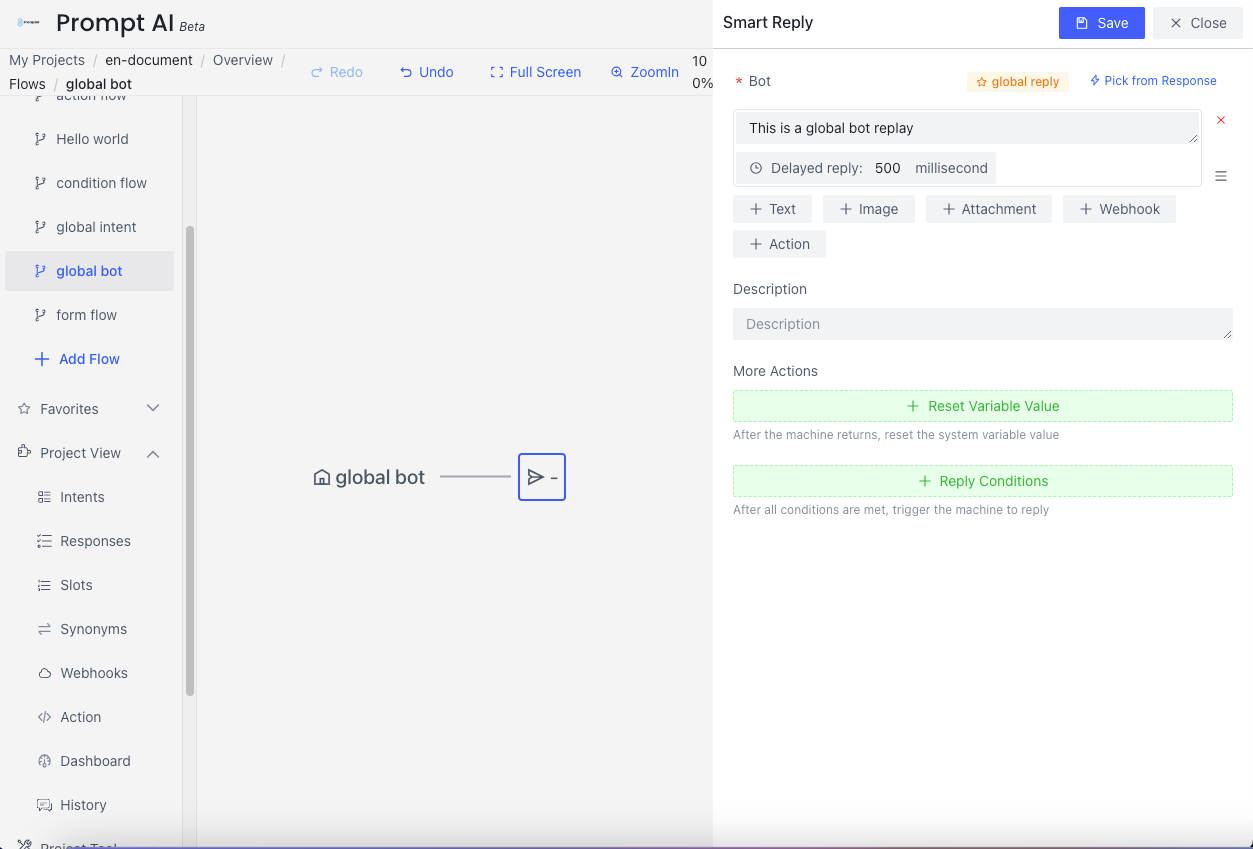 Prompt AI Beta
My Projects / en-document / Overview /
Flows / global bot
Redo
Undo
Full Screen
ZoomIn
10
0%
action flow
Hello world
condition flow
global intent
global bot
form flow
Add Flow
Favorites
Project View
Intents
Responses
Slots
Synonyms
Webhooks
Action
Dashboard
History
Project Tool
global bot
-
Smart Reply
Save
Close
* Bot
global reply
Pick from Response
This is a global bot replay
Delayed reply: 500 millisecond
Text
Image
Attachment
Webhook
Action
Description
Description
More Actions
Reset Variable Value
After the machine returns, reset the system variable value
Reply Conditions
After all conditions are met, trigger the machine to reply